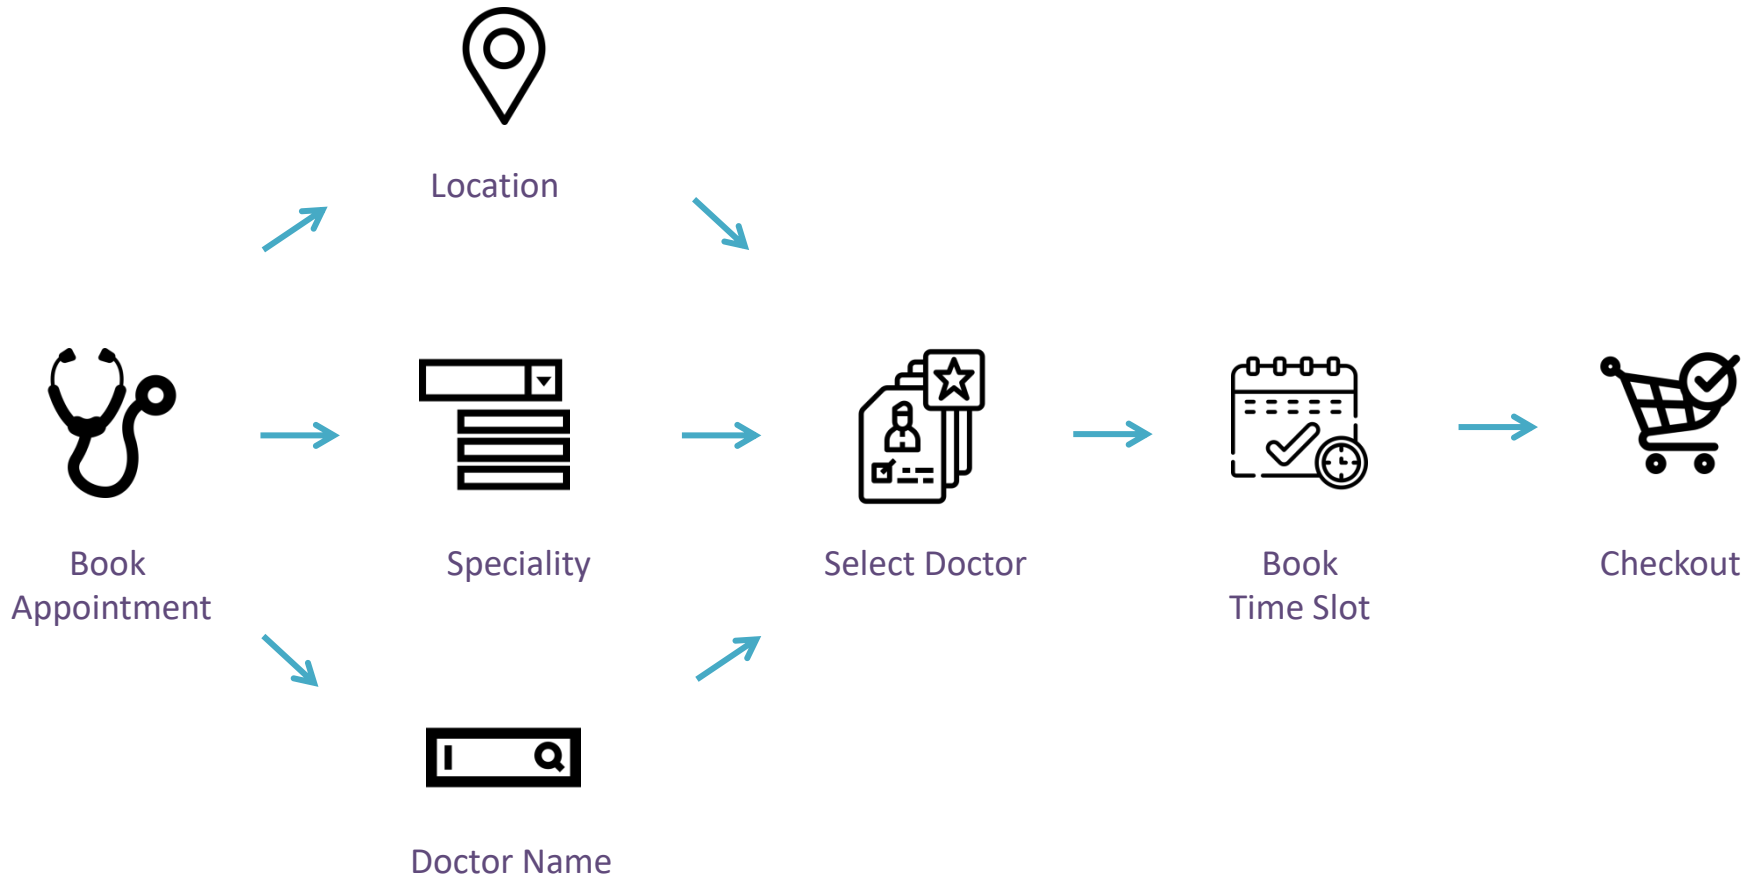 Location
Book
Appointment
Speciality
Select Doctor
Book
Time Slot
Checkout
Doctor Name